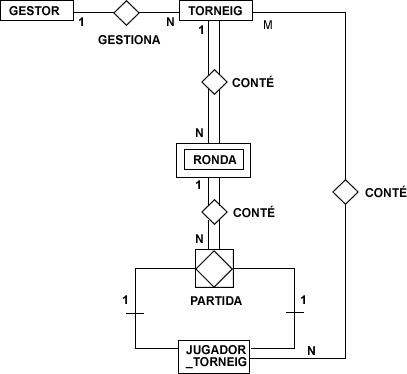 GESTOR
TORNEIG
1
N
1
M
GESTIONA
CONTÉ
N
RONDA
1
CONTÉ
CONTÉ
N
PARTIDA
1
1
JUGADOR
_TORNEIG
N